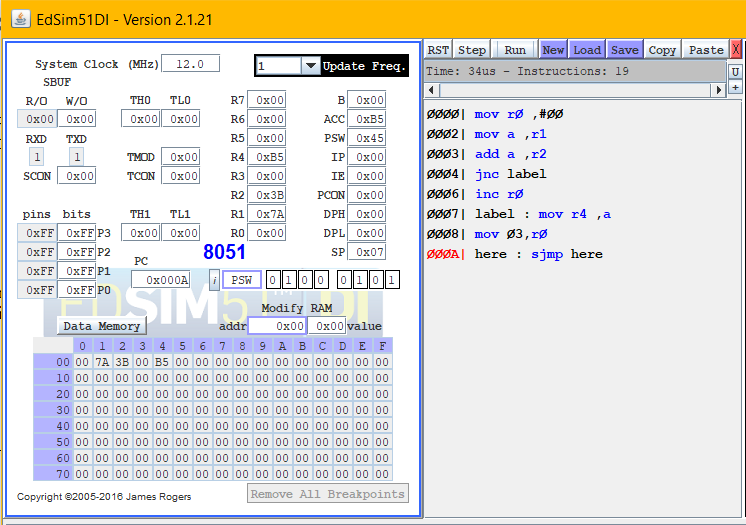 EdSim51DI - Version 2.1.21
System Clock (MHz) 12.0 1 Update Freq.
SBUF
R/O W/O TH0 TL0 R7 0x00 B 0x00
0x00 0x00 0x00 0x00 R6 0x00 ACC 0xB5
RXD TXD R5 0x00 PSW 0x45
1 1 TMOD 0x00 R4 0xB5 IP 0x00
SCON 0x00 TCON 0x00 R3 0x00 IE 0x00
R2 0x3B PCON 0x00
pins bits TH1 TL1 R1 0x7A DPH 0x00
0xFF 0xFF P3 0x00 0x00 R0 0x00 DPL 0x00
0xFF 0xFF P2 8051 SP 0x07
0xFF 0xFF P1 PC
0x000A i PSW 0 1 0 0 0 1 0 1
0xFF 0xFF P0
EDSIM51DI
Modify RAM
Data Memory addr 0x00 0x00 value
0 1 2 3 4 5 6 7 8 9 A B C D E F
00 00 7A 3B 00 B5 00 00 00 00 00 00 00 00 00 00 00
10 00 00 00 00 00 00 00 00 00 00 00 00 00 00 00 00
20 00 00 00 00 00 00 00 00 00 00 00 00 00 00 00 00
30 00 00 00 00 00 00 00 00 00 00 00 00 00 00 00 00
40 00 00 00 00 00 00 00 00 00 00 00 00 00 00 00 00
50 00 00 00 00 00 00 00 00 00 00 00 00 00 00 00 00
60 00 00 00 00 00 00 00 00 00 00 00 00 00 00 00 00
70 00 00 00 00 00 00 00 00 00 00 00 00 00 00 00 00
Copyright ©2005-2016 James Rogers Remove All Breakpoints
RST Step Run New Load Save Copy Paste X
Time: 34us - Instructions: 19 U
+
0000| mov r0 ,#00
0002| mov a ,r1
0003| add a ,r2
0004| jnc label
0006| inc r0
0007| label : mov r4 ,a
0008| mov 03,r0
000A| here : sjmp here